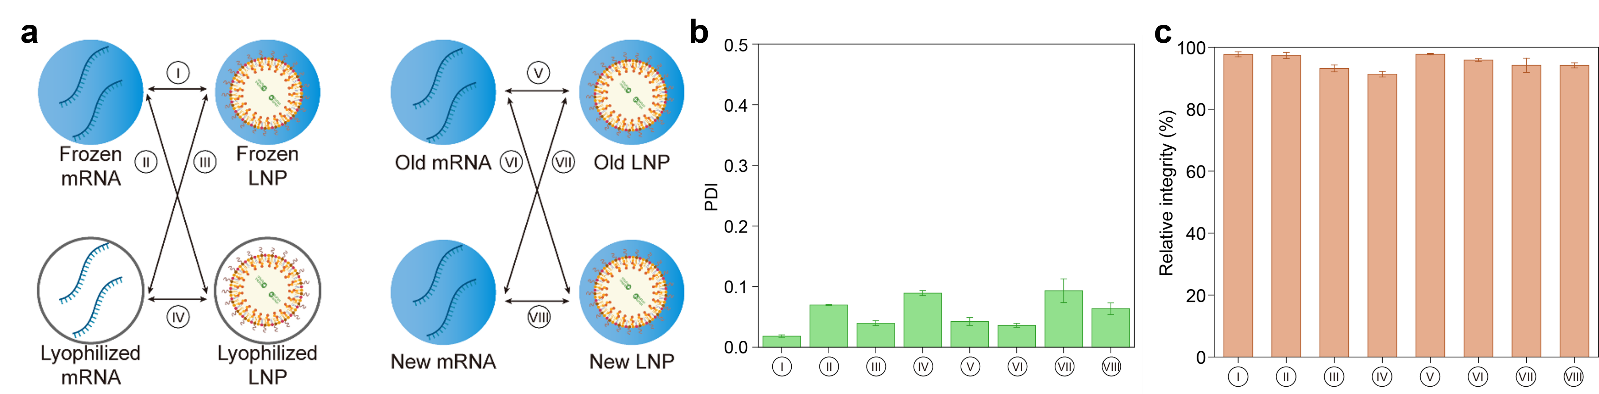 a
I
Frozen
mRNA
II
III
Frozen
LNP
IV
Lyophilized
mRNA
Lyophilized
LNP
V
Old mRNA
VI
VII
Old LNP
VIII
New mRNA
New LNP
b
0.5
0.4
0.3
0.2
0.1
0.0
PDI
I
II
III
IV
V
VI
VII
VIII
c
100
80
60
40
20
0
Relative integrity (%)
I
II
III
IV
V
VI
VII
VIII